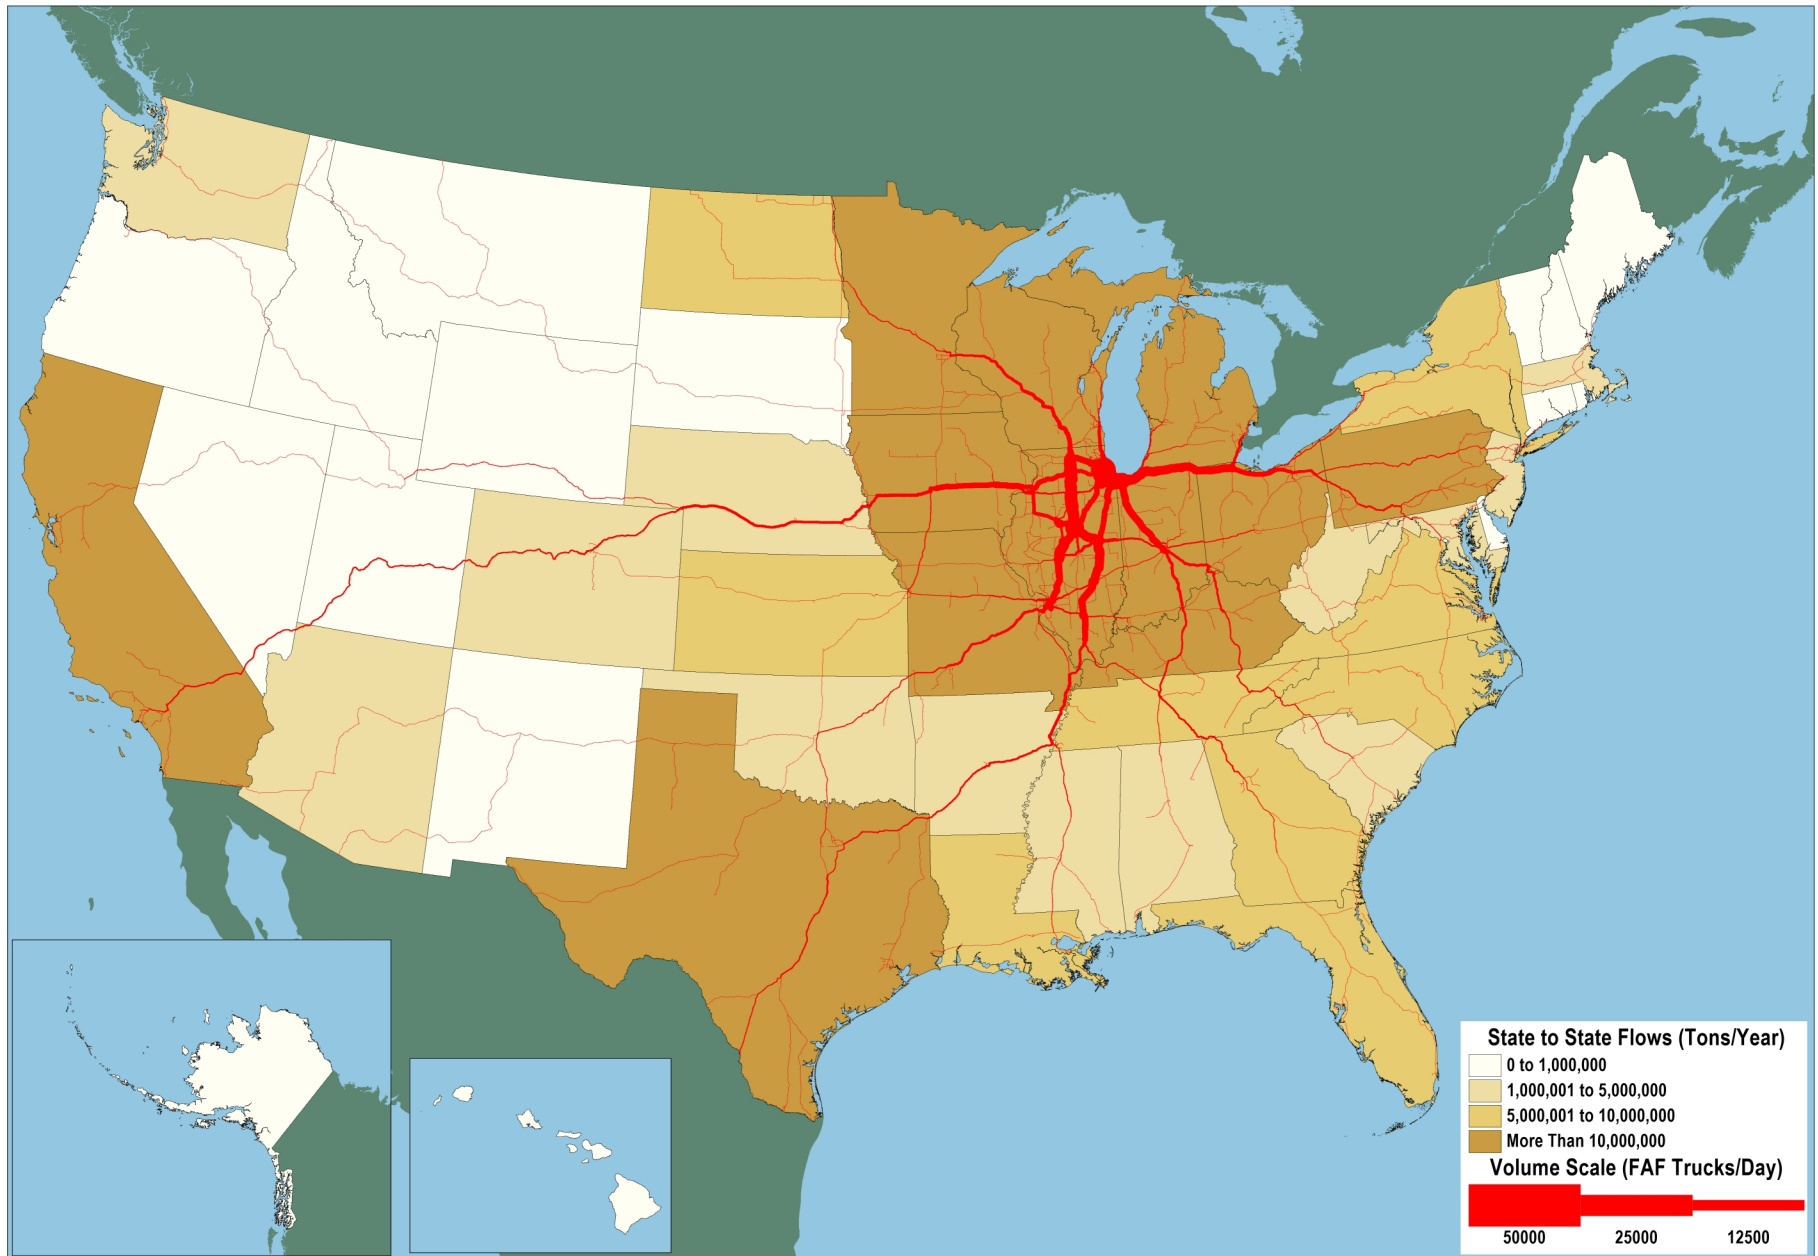 State to State Flows (Tons/Year)
0 to 1,000,000
1,000,001 to 5,000,000
5,000,001 to 10,000,000
More Than 10,000,000
Volume Scale (FAF Trucks/Day)
50000 25000 12500